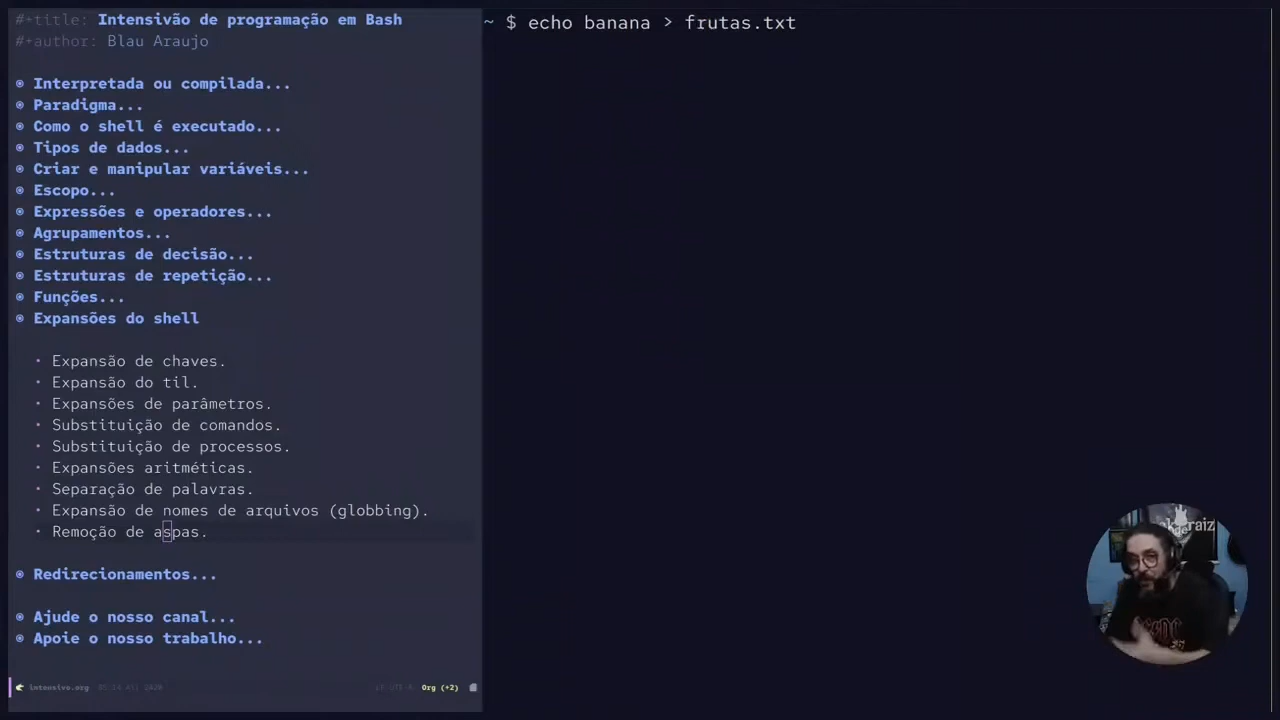 #+title: Intensivão de programação em Bash
#+author: Blau Araujo
Interpretada ou compilada...
Paradigma...
Como o shell é executado...
Tipos de dados...
Criar e manipular variáveis...
Escopo...
Expressões e operadores...
Agrupamentos...
Estruturas de decisão...
Estruturas de repetição...
Funções...
Expansões do shell
• Expansão de chaves.
• Expansão do til.
• Expansões de parâmetros.
• Substituição de comandos.
• Substituição de processos.
• Expansões aritméticas.
• Separação de palavras.
• Expansão de nomes de arquivos (globbing).
• Remoção de aspas.
Redirecionamentos...
Ajude o nosso canal...
Apoie o nosso trabalho...
intensivo.org
Org (+2)
~ $ echo banana > frutas.txt
raiz